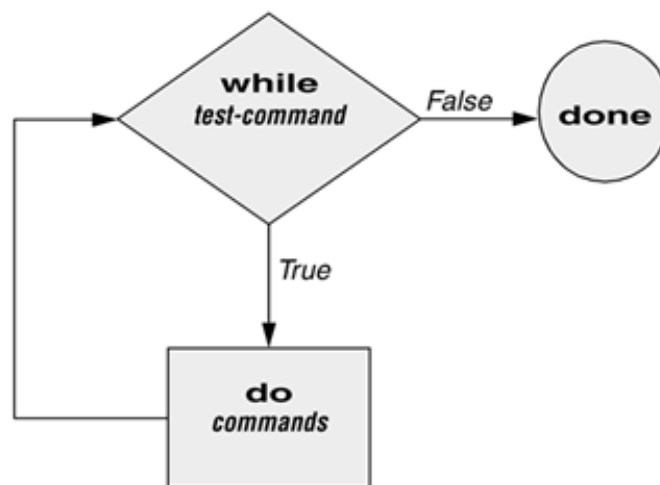 while
test-command
False
done
True
do
commands